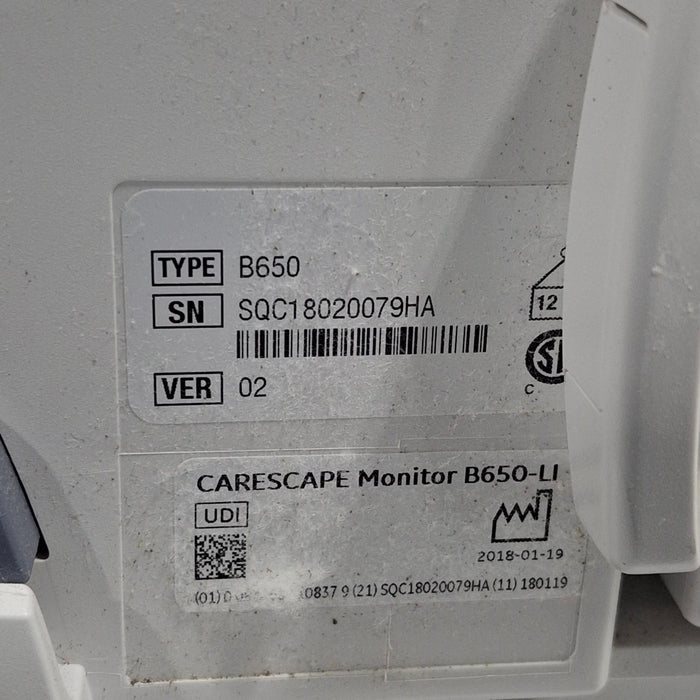 TYPE B650
12
SN SQC18020079HA
C
VER 02
CARESCAPE Monitor B650-LI
UDI
2018-01-19
(01) 0837 9 (21) SQC18020079HA (11) 180119